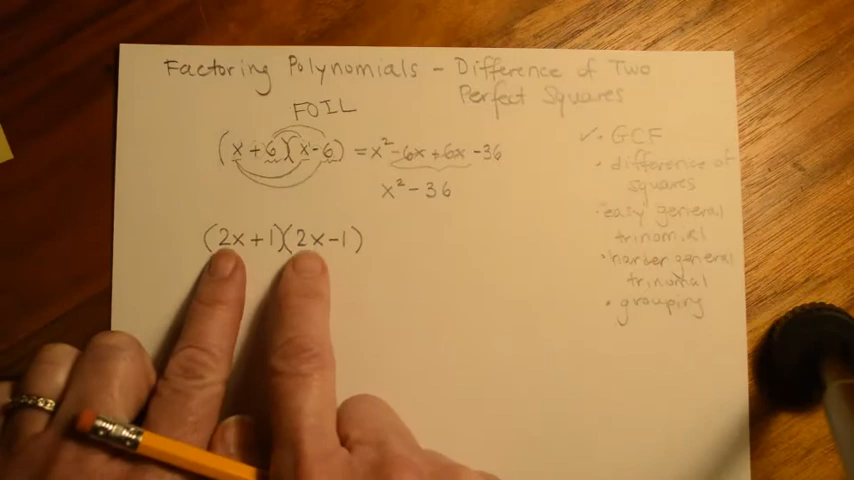 Factoring Polynomials - Difference of Two
Perfect Squares
FOIL
(x+6)(x-6) = x²-6x+6x-36
x²-36
(2x+1)(2x-1)
✓• GCF
• difference of
squares
• easy general
trinomial
• harder general
trinomial
• grouping